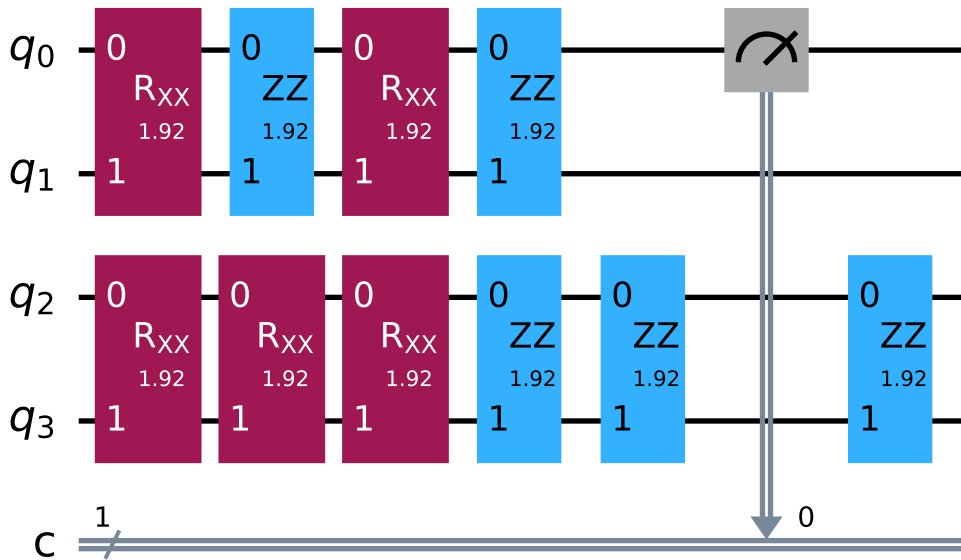 q0 0 0 0 0
RXX ZZ RXX ZZ
1.92 1.92 1.92 1.92
q1 1 1 1 1
q2 0 0 0 0 0 0
RXX RXX RXX ZZ ZZ ZZ
1.92 1.92 1.92 1.92 1.92 1.92
q3 1 1 1 1 1 1
1 0
c